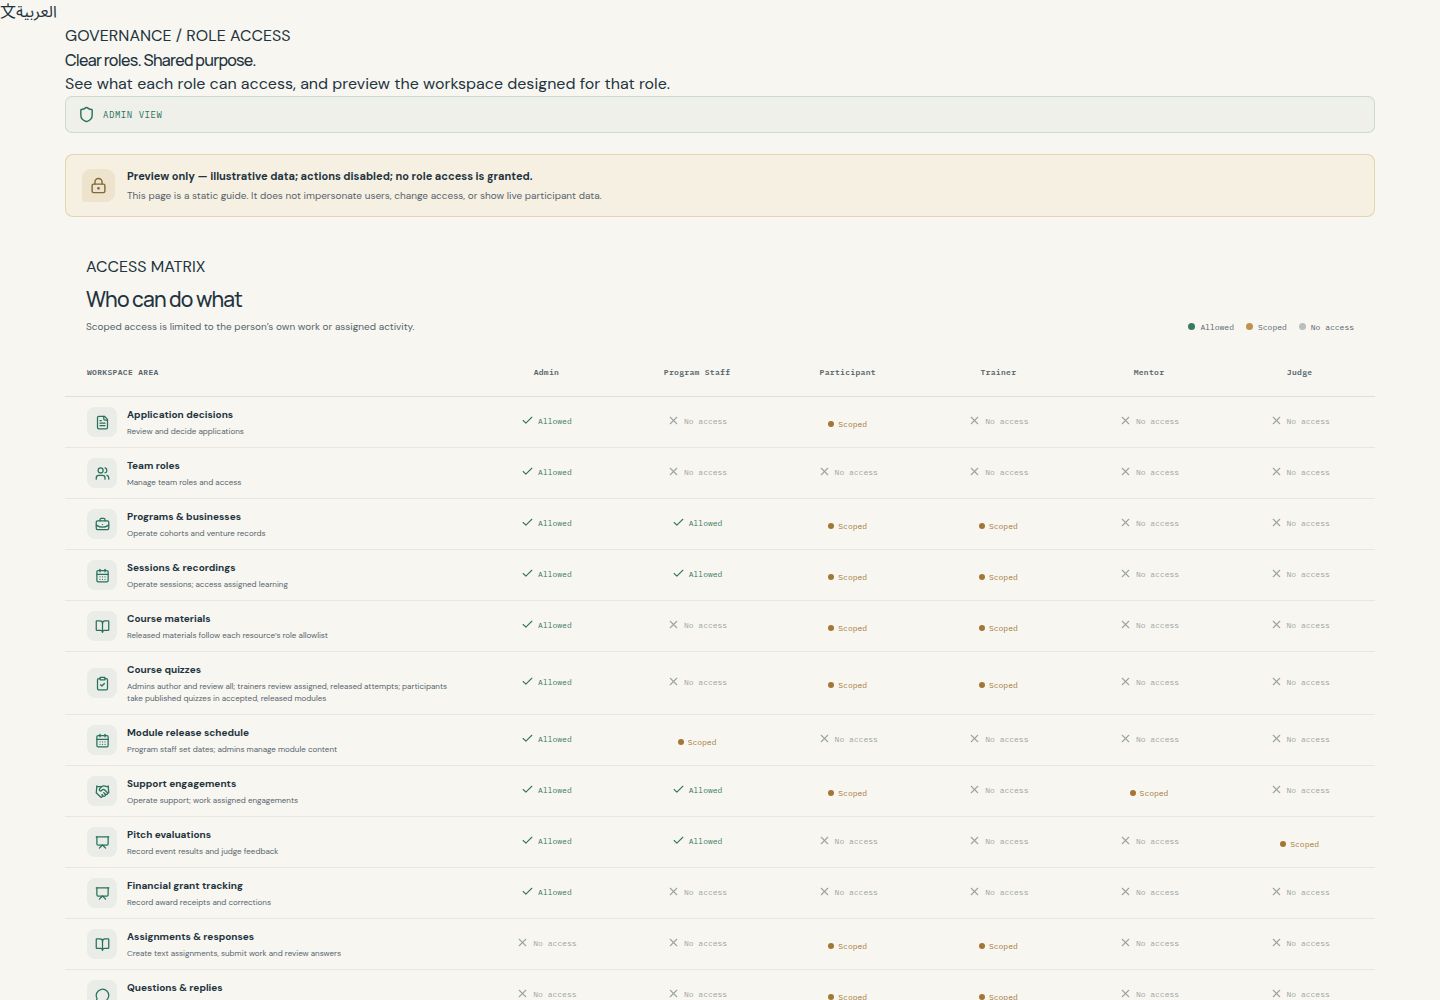 文العربية
GOVERNANCE / ROLE ACCESS
Clear roles. Shared purpose.
See what each role can access, and preview the workspace designed for that role.
ADMIN VIEW
Preview only — illustrative data; actions disabled; no role access is granted.
This page is a static guide. It does not impersonate users, change access, or show live participant data.
ACCESS MATRIX
Who can do what
Scoped access is limited to the person's own work or assigned activity.
Allowed Scoped No access
WORKSPACE AREA Admin Program Staff Participant Trainer Mentor Judge
Application decisions
Review and decide applications
Allowed No access Scoped No access No access No access
Team roles
Manage team roles and access
Allowed No access No access No access No access No access
Programs & businesses
Operate cohorts and venture records
Allowed Allowed Scoped Scoped No access No access
Sessions & recordings
Operate sessions; access assigned learning
Allowed Allowed Scoped Scoped No access No access
Course materials
Released materials follow each resource's role allowlist
Allowed No access Scoped Scoped No access No access
Course quizzes
Admins author and review all; trainers review assigned, released attempts; participants
take published quizzes in accepted, released modules
Allowed No access Scoped Scoped No access No access
Module release schedule
Program staff set dates; admins manage module content
Allowed Scoped No access No access No access No access
Support engagements
Operate support; work assigned engagements
Allowed Allowed Scoped No access Scoped No access
Pitch evaluations
Record event results and judge feedback
Allowed Allowed No access No access No access Scoped
Financial grant tracking
Record award receipts and corrections
Allowed No access No access No access No access No access
Assignments & responses
Create text assignments, submit work and review answers
No access No access Scoped Scoped No access No access
Questions & replies
No access No access Scoped Scoped No access No access